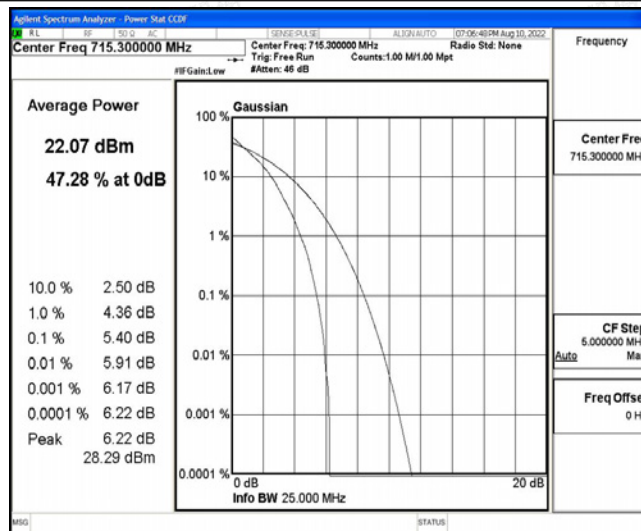 Agilent Spectrum Analyzer - Power Stat CCDF
RL RF 50 Ω AC SENSE:PULSE ALIGN AUTO 07:06:48 PM Aug 10, 2022
Center Freq 715.300000 MHz
Center Freq: 715.300000 MHz Radio Std: None
Trig: Free Run Counts:1.00 M/1.00 Mpt
#IFGain:Low #Atten: 46 dB
Frequency
Average Power
22.07 dBm
47.28 % at 0dB
10.0 % 2.50 dB
1.0 % 4.36 dB
0.1 % 5.40 dB
0.01 % 5.91 dB
0.001 % 6.17 dB
0.0001 % 6.22 dB
Peak 6.22 dB
28.29 dBm
Gaussian
100 %
10 %
1 %
0.1 %
0.01 %
0.001 %
0.0001 %
0 dB 20 dB
Info BW 25.000 MHz
Center Fre
715.300000 MH
CF Ste
5.000000 MH
Auto Ma
Freq Offse
0 H
MSG STATUS